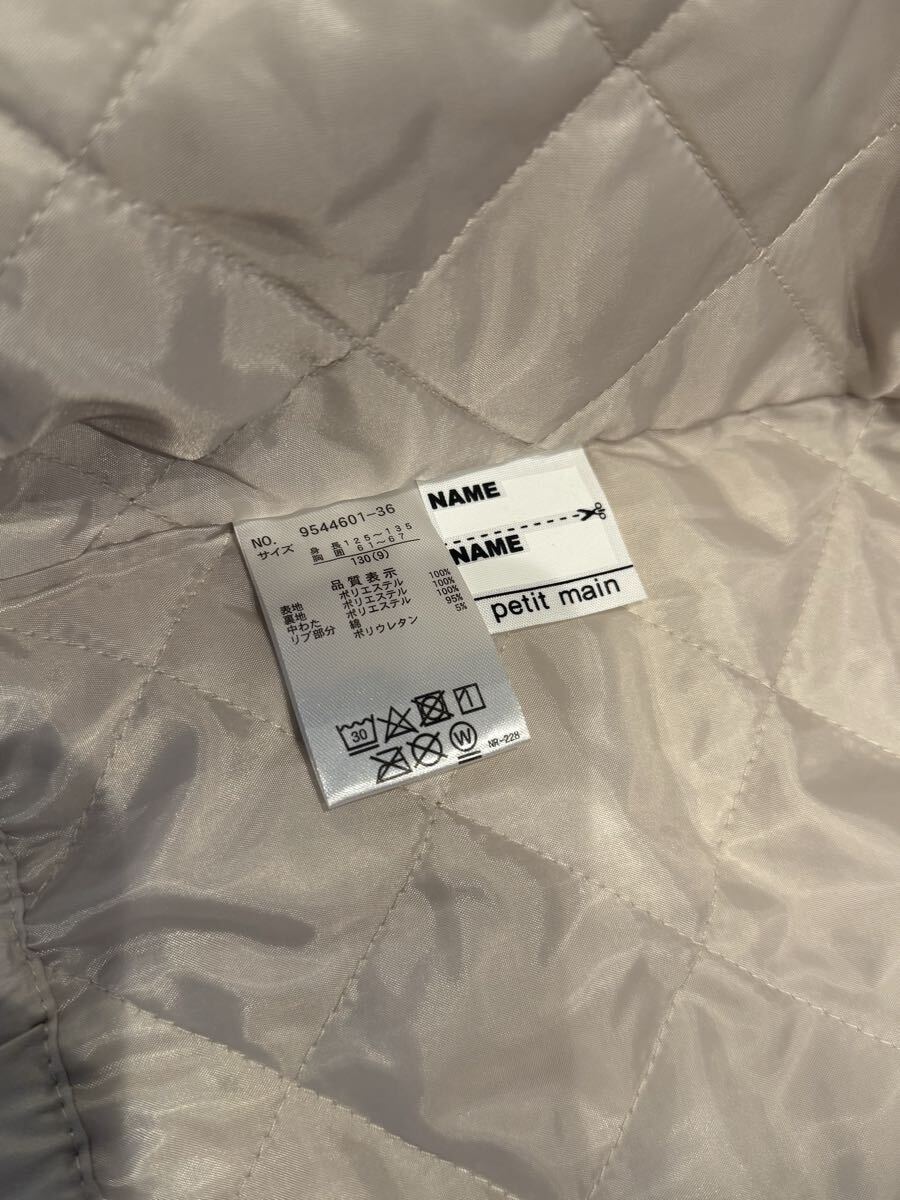 NO. 9544601-36
サイズ 身長125～135
胸囲 61～67
130(9)
品質表示
表地 ポリエステル 100%
裏地 ポリエステル 100%
中わた ポリエステル 100%
リブ部分 綿 95%
ポリウレタン 5%
30
W
NR-228
NAME
NAME
petit main